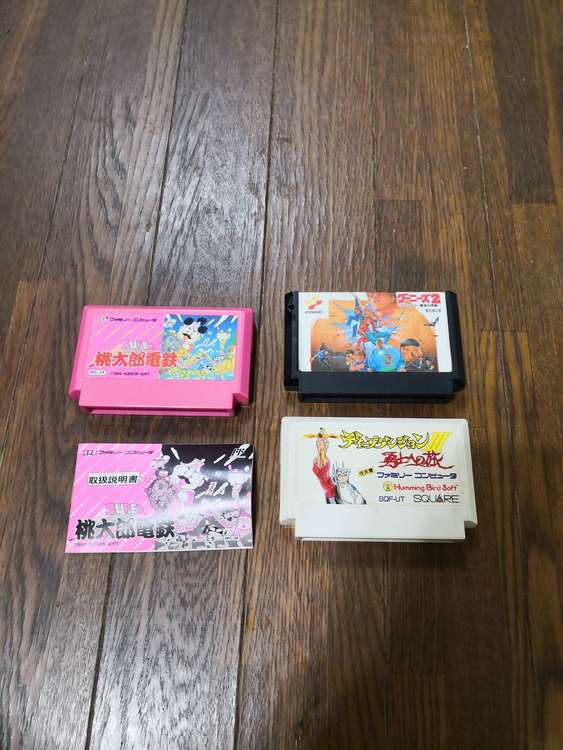 ファミリー コンピュータ
SUPER
桃太郎電鉄
HUDSON SOFT
KONAMI
グーニーズ2
RC818
ファミリー コンピュータ
取扱説明書
SUPER
桃太郎電鉄
ディープダンジョンIII
勇士への旅
ファミリー コンピュータ
Humming Bird Soft
SQF-UT
SQUARE